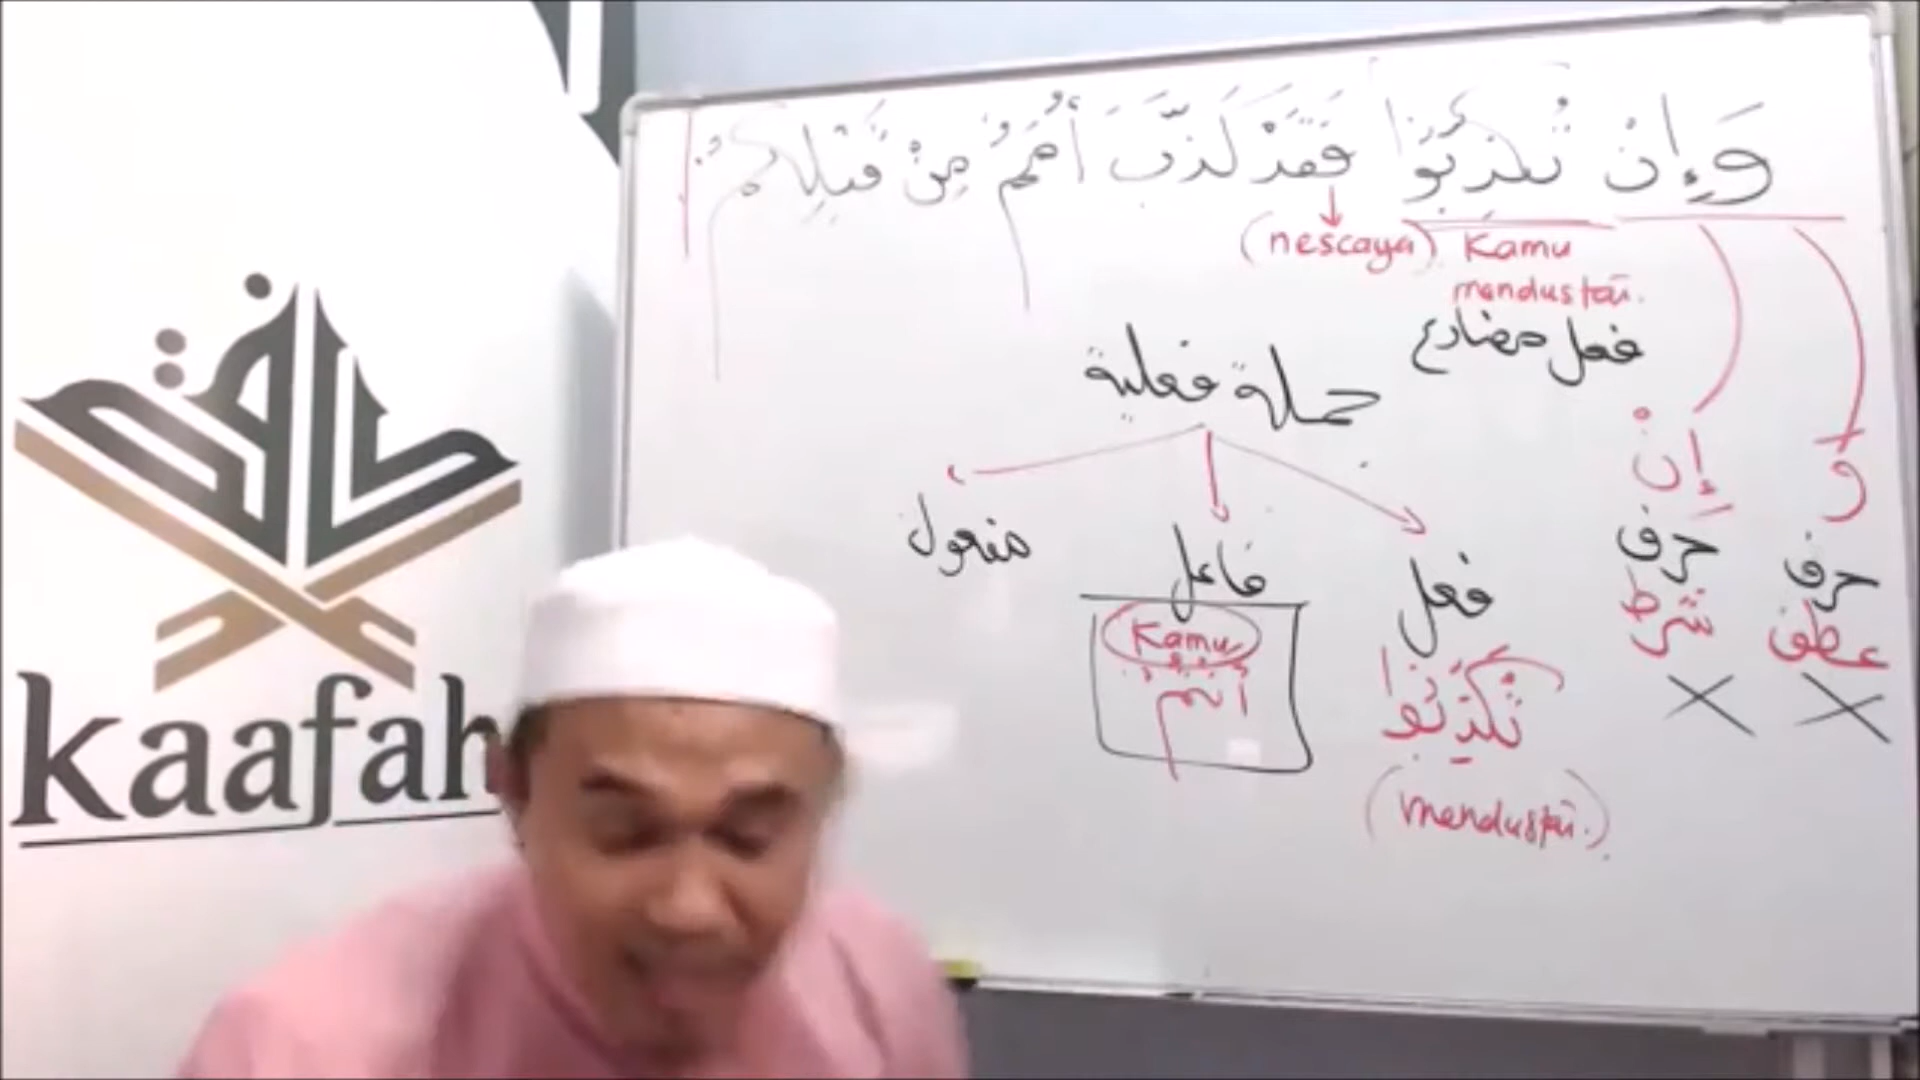 وَإِنْ تُكَذِّبُوا فَقَدْ كَذَّبَ أُمَمٌ مِنْ قَبْلِكُمْ
(nescaya) Kamu
mendustai.
فعل مضارع
جملة فعلية
و
إِنْ
فعل
فاعل
مفعول
حرف
حرف
عطف
شرط
Kamu
أَنْتُمْ
تُكَذِّبُوا
(mendustai.)
كافة
kaafah